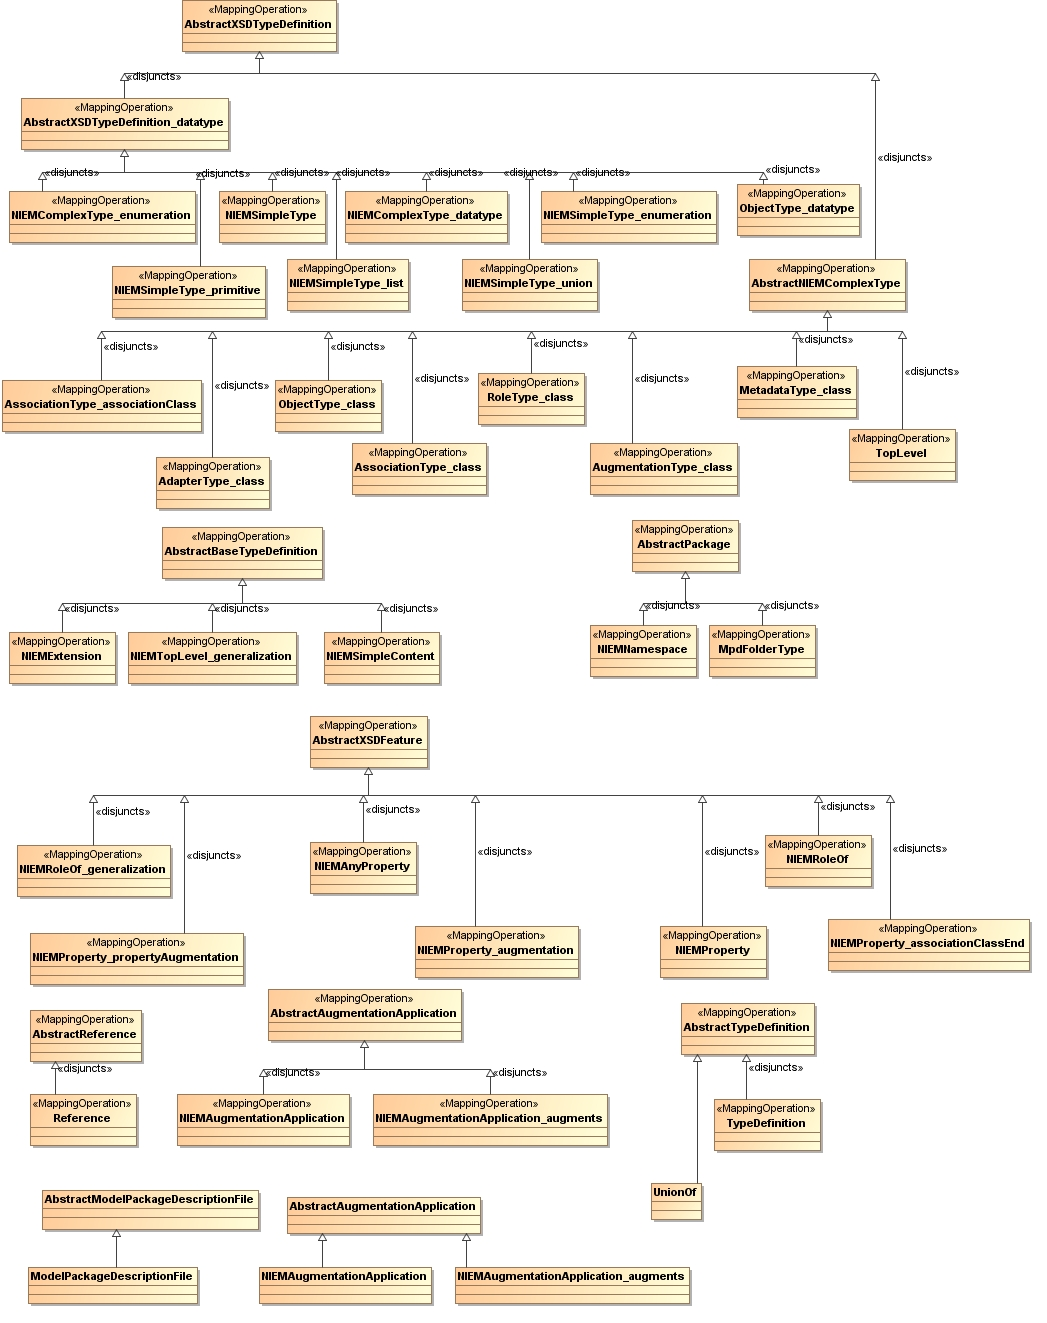 «MappingOperation»
AbstractXSDTypeDefinition
«disjuncts»
«MappingOperation»
AbstractXSDTypeDefinition_datatype
«disjuncts»
«disjuncts»
«disjuncts»
«disjuncts»
«disjuncts»
«disjuncts»
«disjuncts»
«disjuncts»
«disjuncts»
«MappingOperation»
NIEMComplexType_enumeration
«MappingOperation»
NIEMSimpleType
«MappingOperation»
NIEMComplexType_datatype
«MappingOperation»
NIEMSimpleType_enumeration
«MappingOperation»
ObjectType_datatype
«MappingOperation»
NIEMSimpleType_primitive
«MappingOperation»
NIEMSimpleType_list
«MappingOperation»
NIEMSimpleType_union
«MappingOperation»
AbstractNIEMComplexType
«disjuncts»
«disjuncts»
«disjuncts»
«disjuncts»
«disjuncts»
«disjuncts»
«disjuncts»
«disjuncts»
«MappingOperation»
AssociationType_associationClass
«MappingOperation»
ObjectType_class
«MappingOperation»
RoleType_class
«MappingOperation»
MetadataType_class
«MappingOperation»
AdapterType_class
«MappingOperation»
AssociationType_class
«MappingOperation»
AugmentationType_class
«MappingOperation»
TopLevel
«MappingOperation»
AbstractBaseTypeDefinition
«MappingOperation»
AbstractPackage
«disjuncts»
«disjuncts»
«disjuncts»
«disjuncts»
«disjuncts»
«MappingOperation»
NIEMExtension
«MappingOperation»
NIEMTopLevel_generalization
«MappingOperation»
NIEMSimpleContent
«MappingOperation»
NIEMNamespace
«MappingOperation»
MpdFolderType
«MappingOperation»
AbstractXSDFeature
«disjuncts»
«disjuncts»
«disjuncts»
«disjuncts»
«disjuncts»
«disjuncts»
«disjuncts»
«MappingOperation»
NIEMRoleOf_generalization
«MappingOperation»
NIEMAnyProperty
«MappingOperation»
NIEMRoleOf
«MappingOperation»
NIEMProperty_propertyAugmentation
«MappingOperation»
NIEMProperty_augmentation
«MappingOperation»
NIEMProperty
«MappingOperation»
NIEMProperty_associationClassEnd
«MappingOperation»
AbstractReference
«MappingOperation»
AbstractAugmentationApplication
«MappingOperation»
AbstractTypeDefinition
«disjuncts»
«disjuncts»
«disjuncts»
«disjuncts»
«MappingOperation»
Reference
«MappingOperation»
NIEMAugmentationApplication
«MappingOperation»
NIEMAugmentationApplication_augments
«MappingOperation»
TypeDefinition
UnionOf
AbstractModelPackageDescriptionFile
AbstractAugmentationApplication
ModelPackageDescriptionFile
NIEMAugmentationApplication
NIEMAugmentationApplication_augments